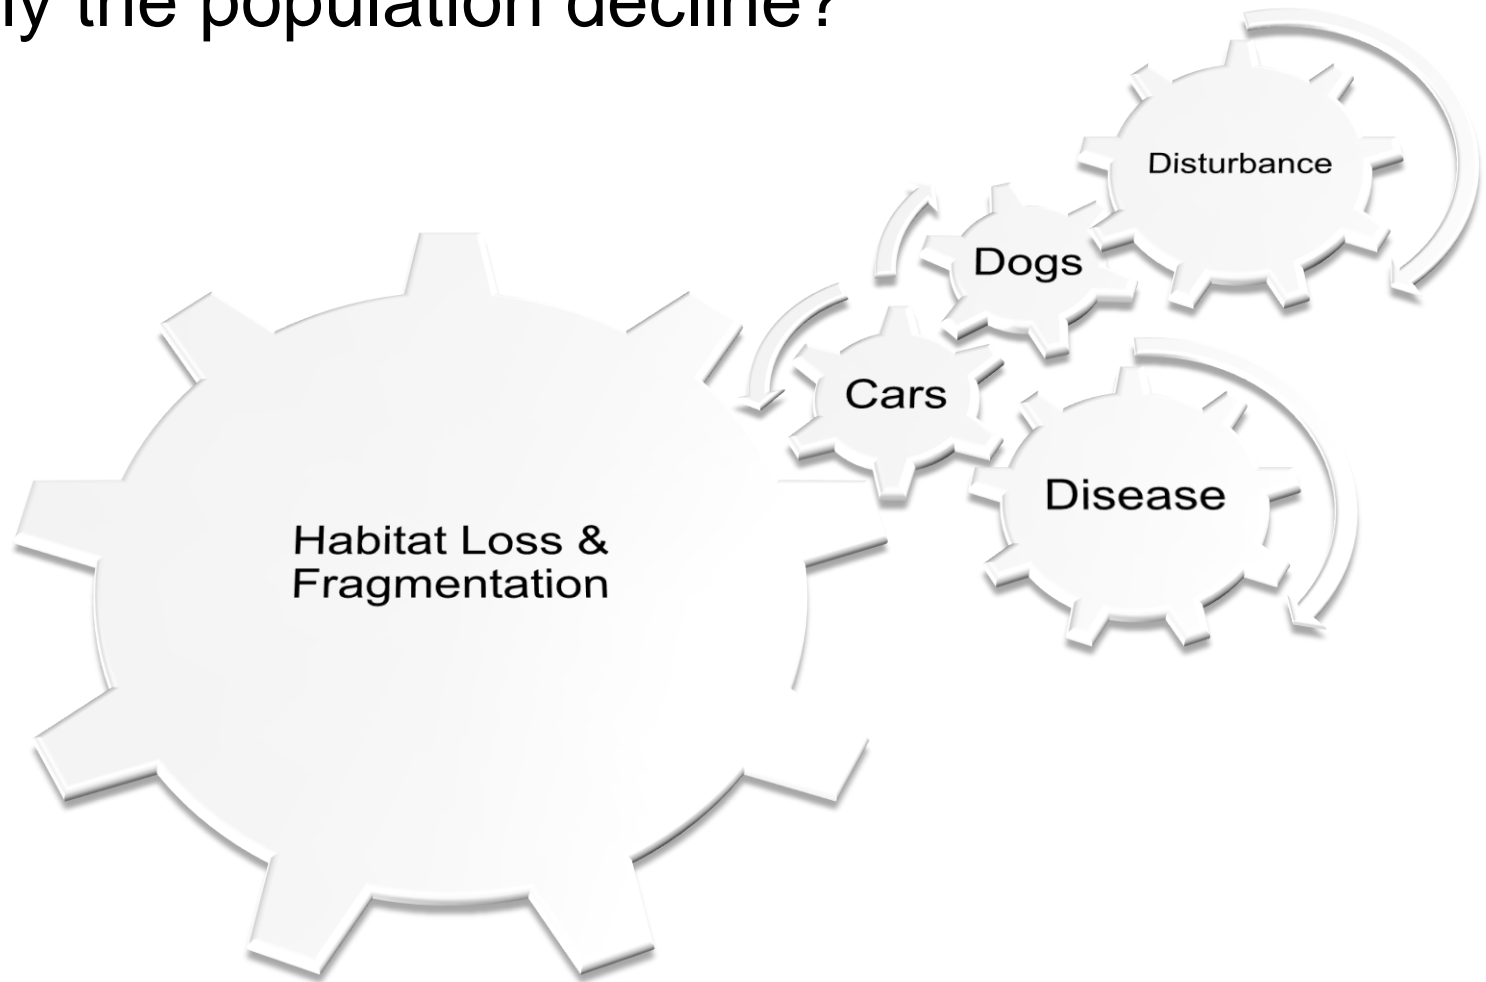 the population decline?
Disturbance
Dogs
Cars
Disease
Habitat Loss &
Fragmentation